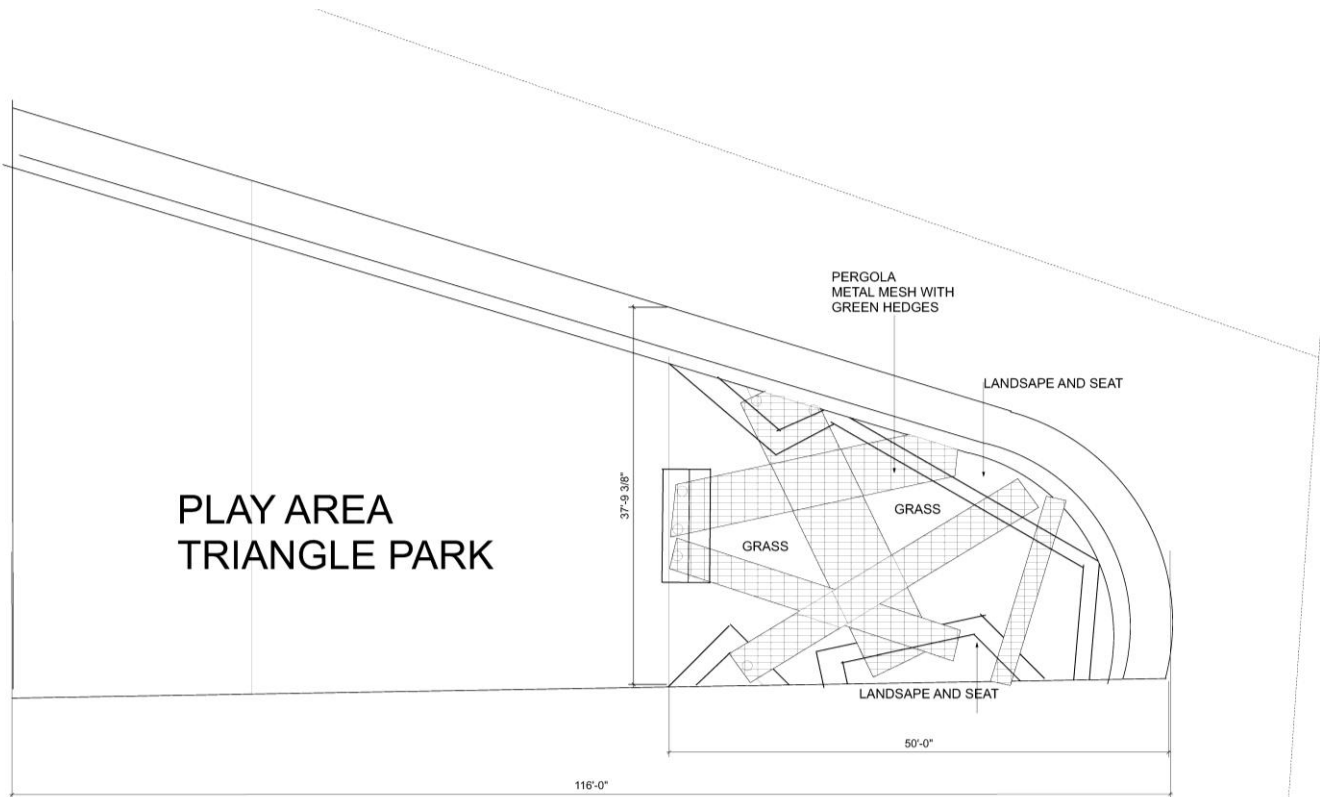 PERGOLA
METAL MESH WITH
GREEN HEDGES
LANDSAPE AND SEAT
37'-9 3/8"
PLAY AREA
TRIANGLE PARK
GRASS
GRASS
LANDSAPE AND SEAT
50'-0"
116'-0"